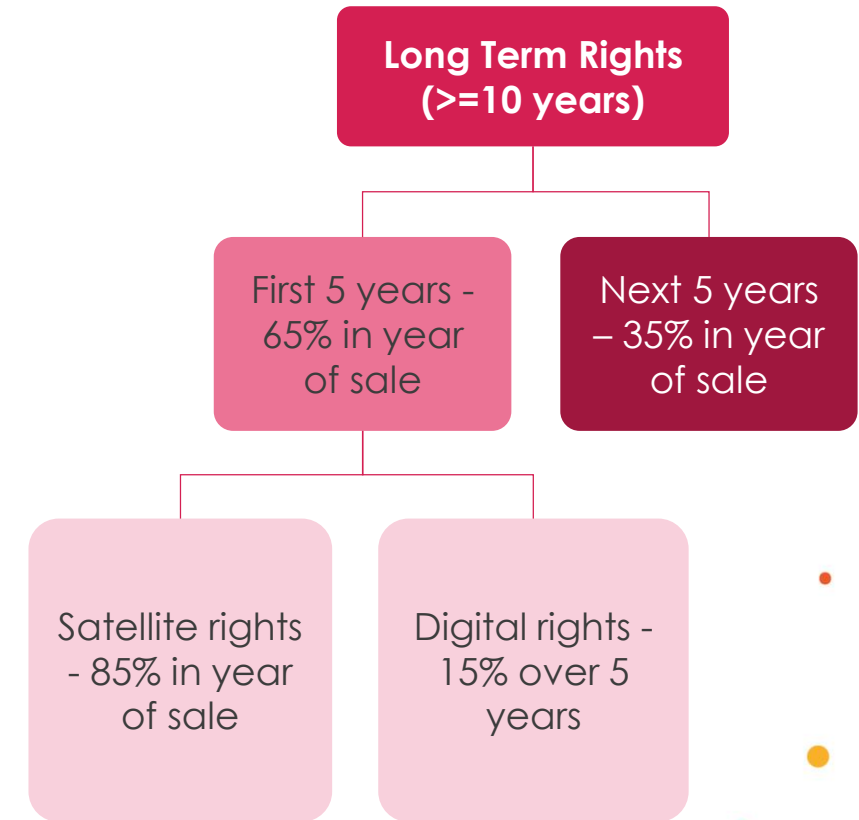 Long Term Rights
(>=10 years)
First 5 years -
65% in year
of sale
Next 5 years
– 35% in year
of sale
Satellite rights
- 85% in year
of sale
Digital rights -
15% over 5
years